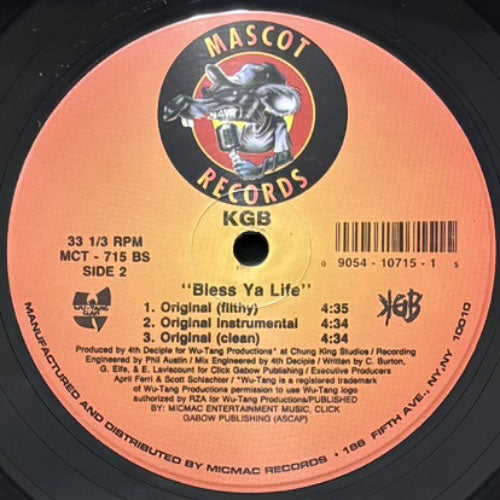 MASCOT
RECORDS
KGB
33 1/3 RPM
MCT - 715 BS
SIDE 2
0 9054 - 10715 - 1 5
"Bless Ya Life"
1. Original (filthy) 4:35
2. Original Instrumental 4:34
3. Original (clean) 4:34
WU-TANG
KGB
Produced by 4th Deciple for Wu-Tang Productions* at Chung King Studios / Recording
Engineered by Phil Austin / Mix Engineered by 4th Deciple / Written by C. Burton,
G. Elfe, & E. Laviscount for Click Gabow Publishing / Executive Producers
April Ferri & Scott Schlachter / *Wu-Tang is a registered trademark
of Wu-Tang Productions permission to use Wu-Tang logo
authorized by RZA for Wu-Tang Productions/PUBLISHED
BY: MICMAC ENTERTAINMENT MUSIC, CLICK
GABOW PUBLISHING (ASCAP)
MANUFACTURED AND DISTRIBUTED BY MICMAC RECORDS • 166 FIFTH AVE., NY, NY 10010